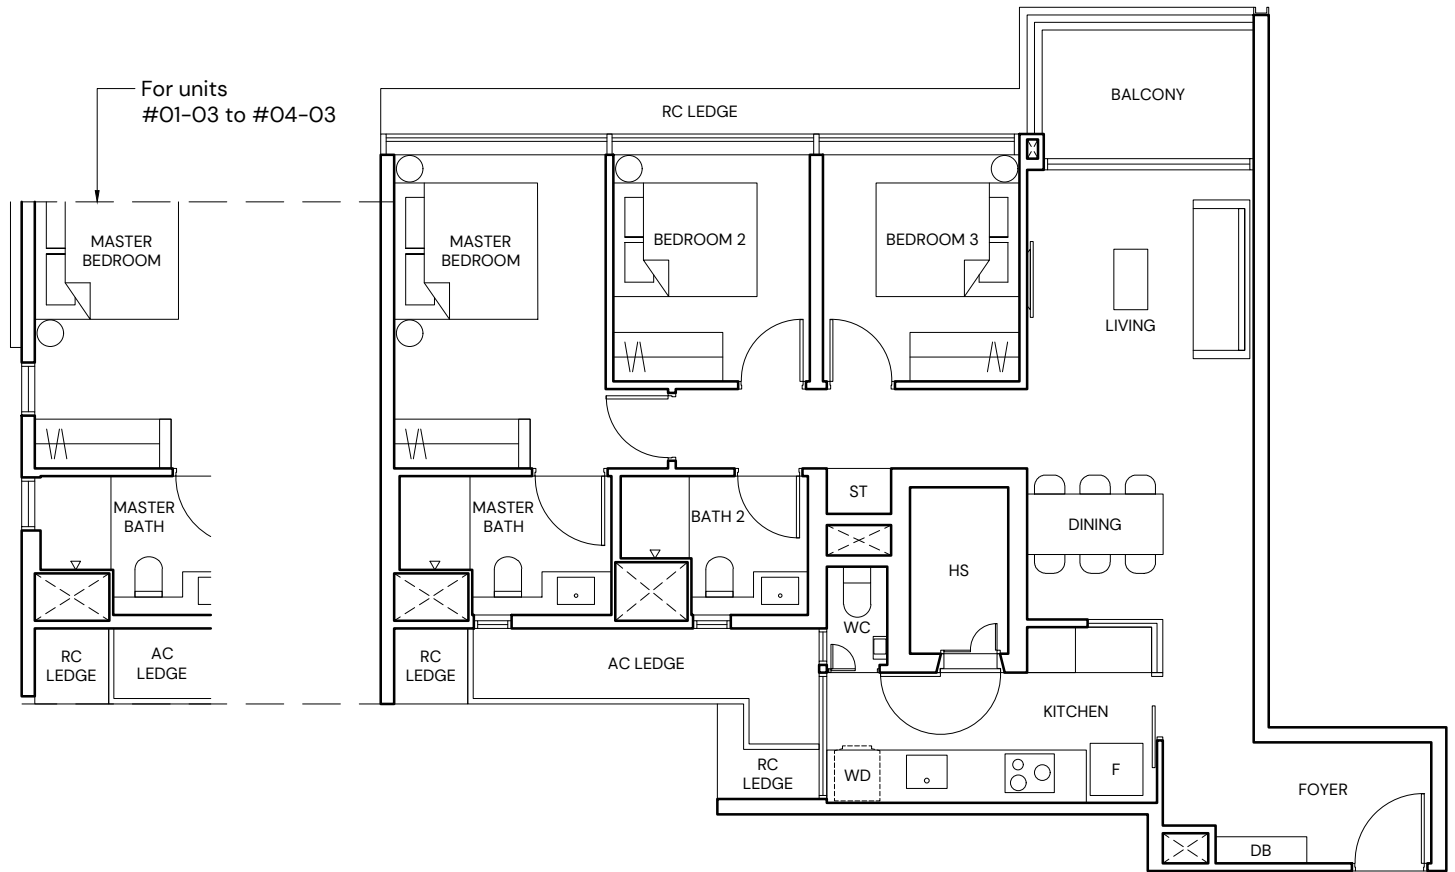 For units
#01-03 to #04-03
BALCONY
RC LEDGE
MASTER
BEDROOM
MASTER
BEDROOM
BEDROOM 2
BEDROOM 3
LIVING
MASTER
BATH
MASTER
BATH
BATH 2
ST
DINING
HS
WC
RC
LEDGE
AC
LEDGE
RC
LEDGE
AC LEDGE
KITCHEN
RC
LEDGE
WD
F
FOYER
DB